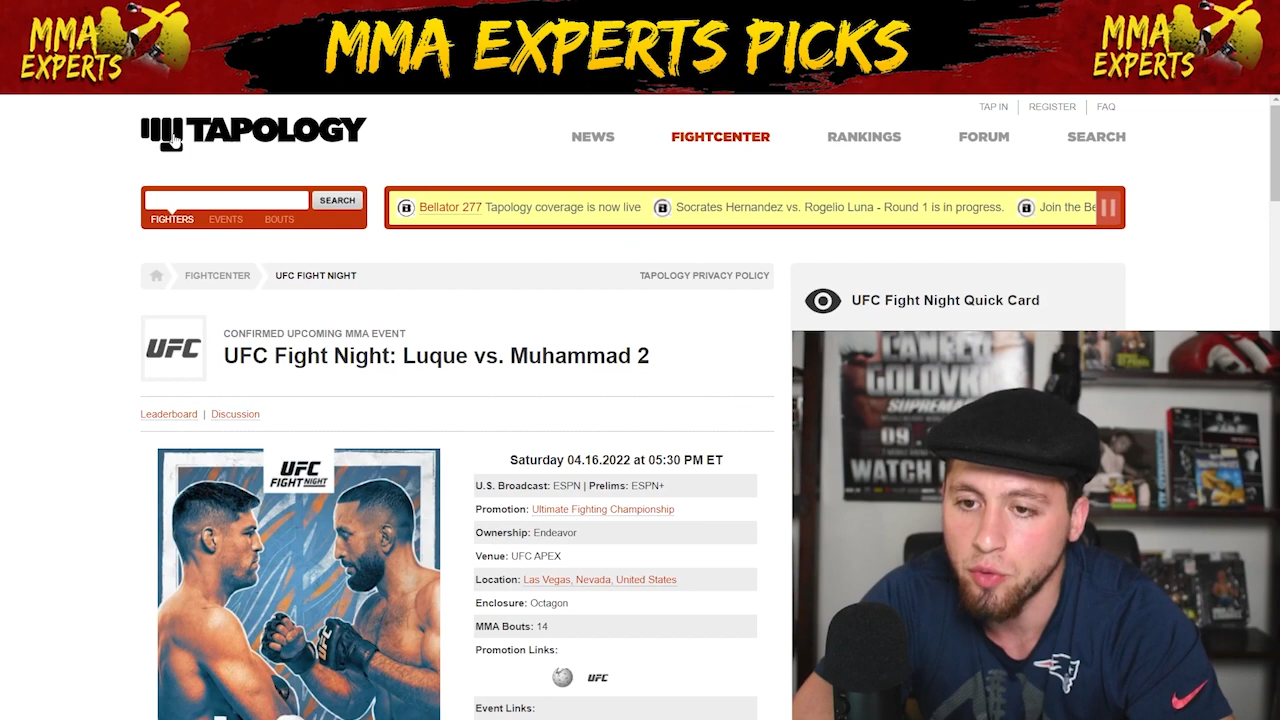 MMA
EXPERTS
MMA EXPERTS PICKS
MMA
EXPERTS
TAP IN
REGISTER
FAQ
TAPOLOGY
NEWS
FIGHTCENTER
RANKINGS
FORUM
SEARCH
SEARCH
FIGHTERS
EVENTS
BOUTS
Bellator 277 Tapology coverage is now live
Socrates Hernandez vs. Rogelio Luna - Round 1 is in progress.
Join the Be
FIGHTCENTER
UFC FIGHT NIGHT
TAPOLOGY PRIVACY POLICY
UFC Fight Night Quick Card
UFC
CONFIRMED UPCOMING MMA EVENT
UFC Fight Night: Luque vs. Muhammad 2
Leaderboard | Discussion
UFC
FIGHT NIGHT
UFC
Saturday 04.16.2022 at 05:30 PM ET
U.S. Broadcast: ESPN | Prelims: ESPN+
Promotion: Ultimate Fighting Championship
Ownership: Endeavor
Venue: UFC APEX
Location: Las Vegas, Nevada, United States
Enclosure: Octagon
MMA Bouts: 14
Promotion Links:
UFC
Event Links:
CANELO
GOLOVK
SUPREMA
09.
WATCH